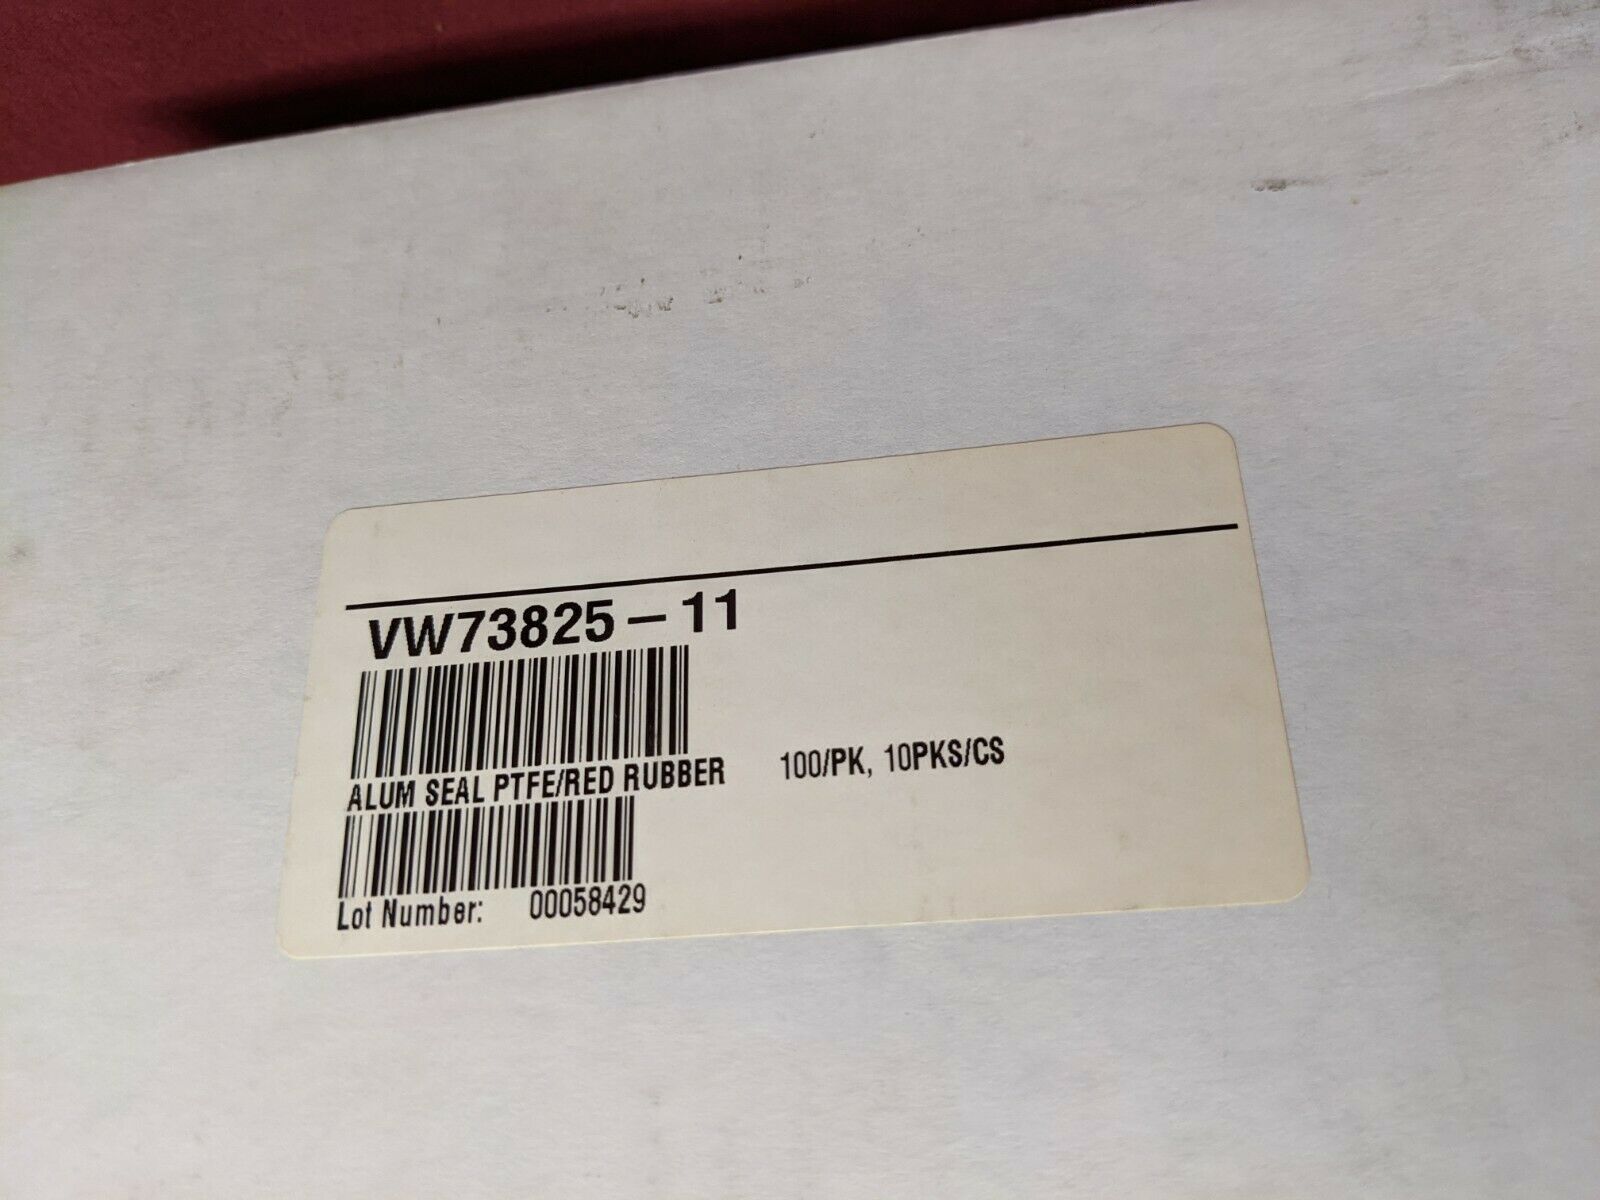 VW73825-11
ALUM SEAL PTFE/RED RUBBER 100/PK, 10PKS/CS
Lot Number: 00058429